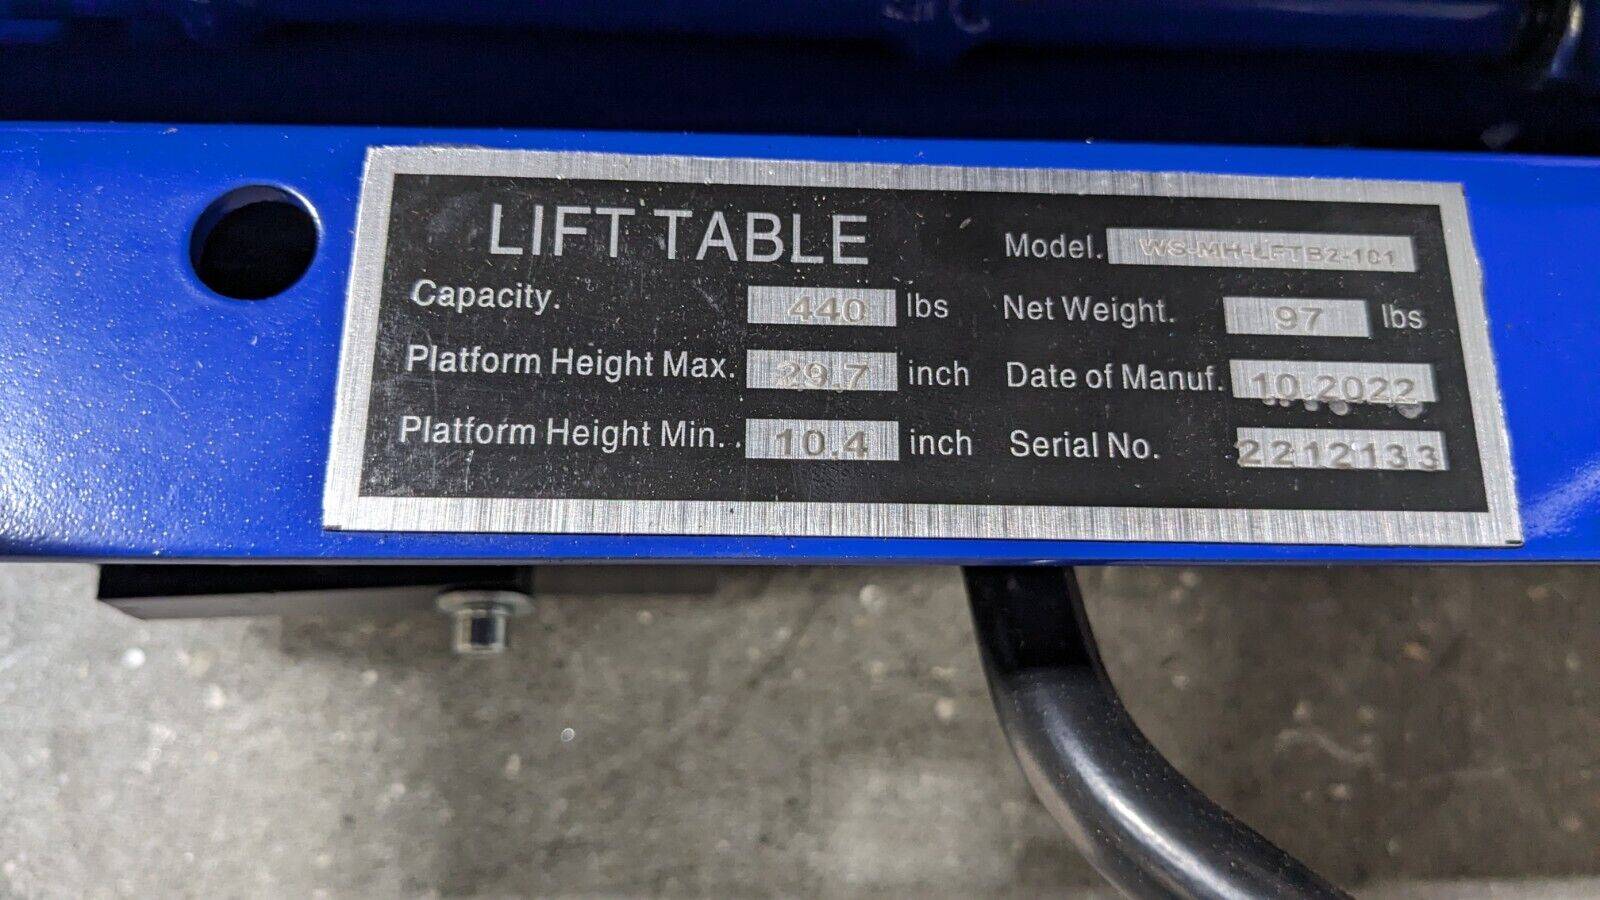 LIFT TABLE
Capacity. 440 lbs
Platform Height Max. 29.7 inch
Platform Height Min. . 10.4 inch
Model. WS-MH-LFTB2-101
Net Weight. 97 lbs
Date of Manuf. 10.2022
Serial No. 2212133